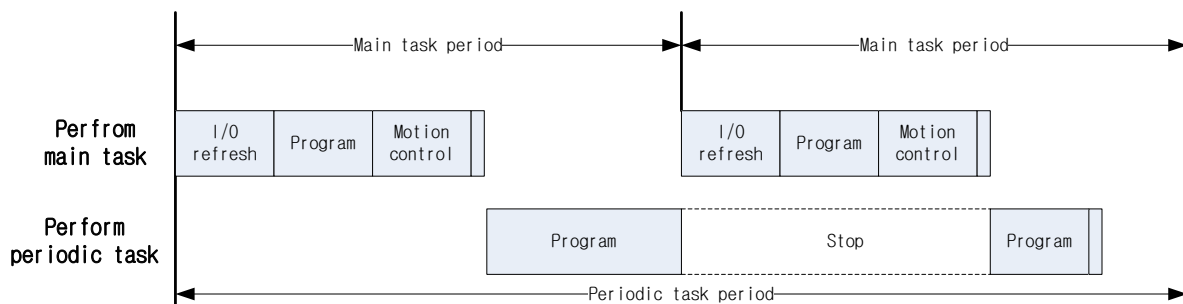 Main task period
Main task period
Perfrom
main task
I/O
refresh
Program
Motion
control
I/O
refresh
Program
Motion
control
Perform
periodic task
Program
Stop
Program
Periodic task period